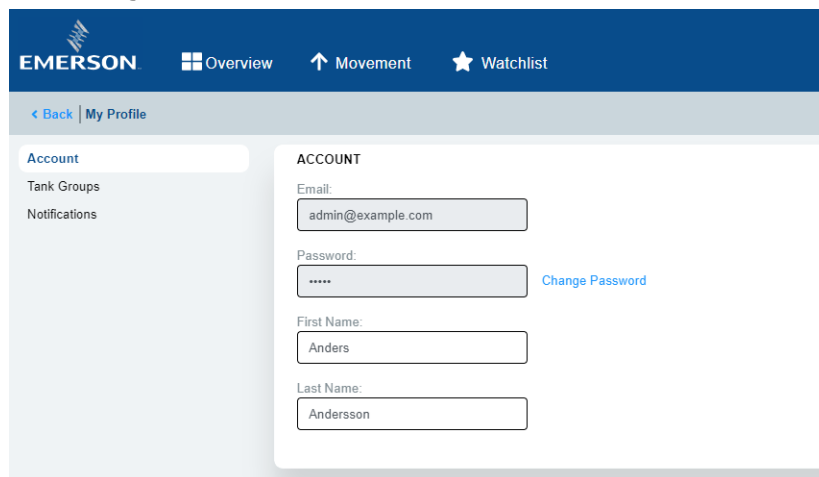 EMERSON
Overview
Movement
Watchlist
Back | My Profile
Account
Tank Groups
Notifications
ACCOUNT
Email:
admin@example.com
Password:
•••••
Change Password
First Name:
Anders
Last Name:
Andersson